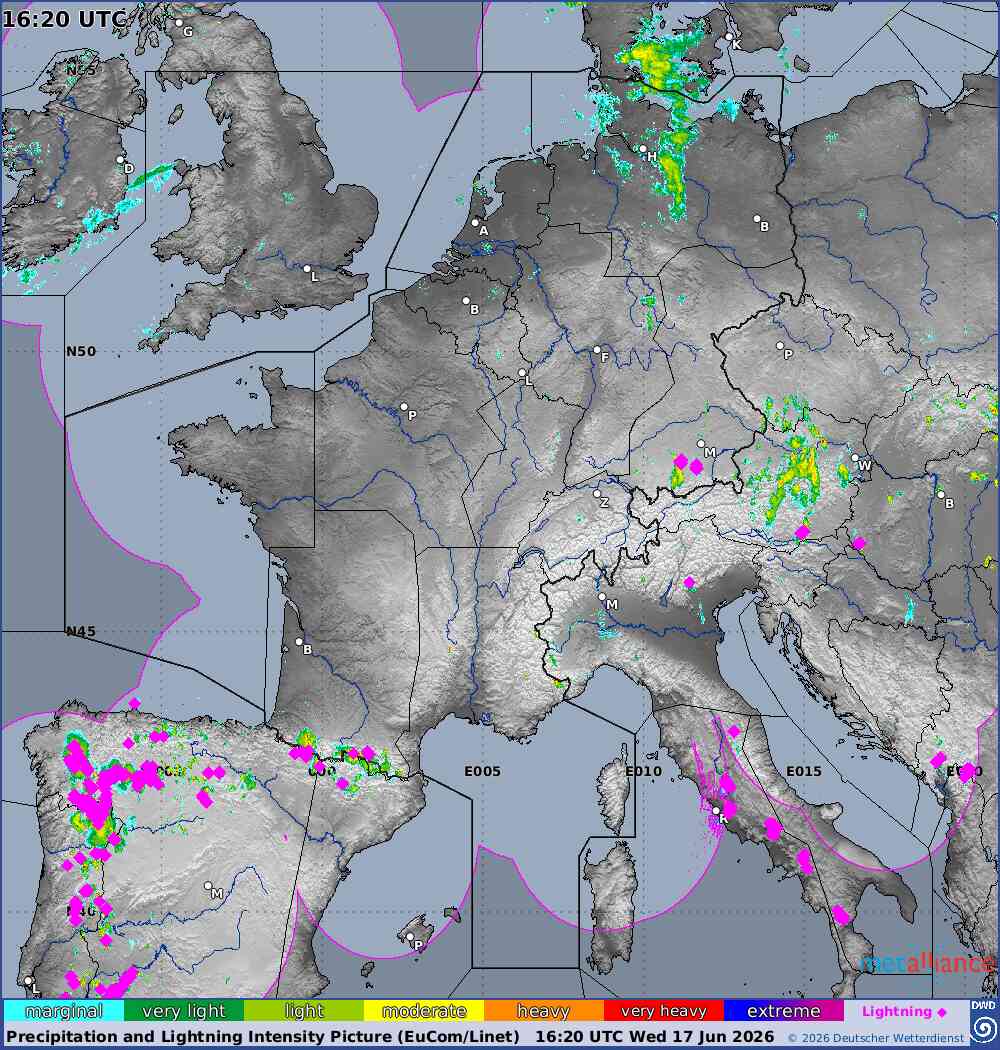 16:20 UTC
G
K
N55
D
H
A
B
L
B
N50
F
P
L
P
M
W
Z
B
M
N45
B
E005
E010
E015
R
M
N40
P
L
metalliance
marginal
very light
light
moderate
heavy
very heavy
extreme
Lightning
DWD
Precipitation and Lightning Intensity Picture (EuCom/Linet) 16:20 UTC Wed 17 Jun 2026 © 2026 Deutscher Wetterdienst